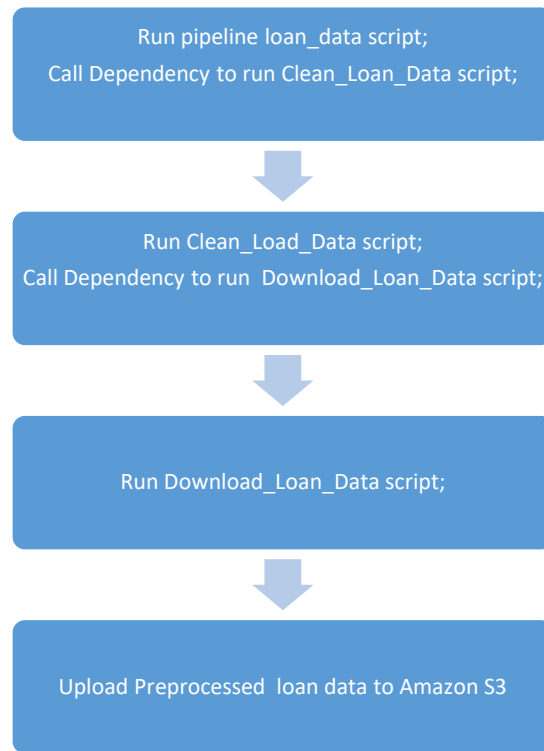 Run pipeline loan_data script;
Call Dependency to run Clean_Loan_Data script;
Run Clean_Load_Data script;
Call Dependency to run  Download_Loan_Data script;
Run Download_Loan_Data script;
Upload Preprocessed  loan data to Amazon S3